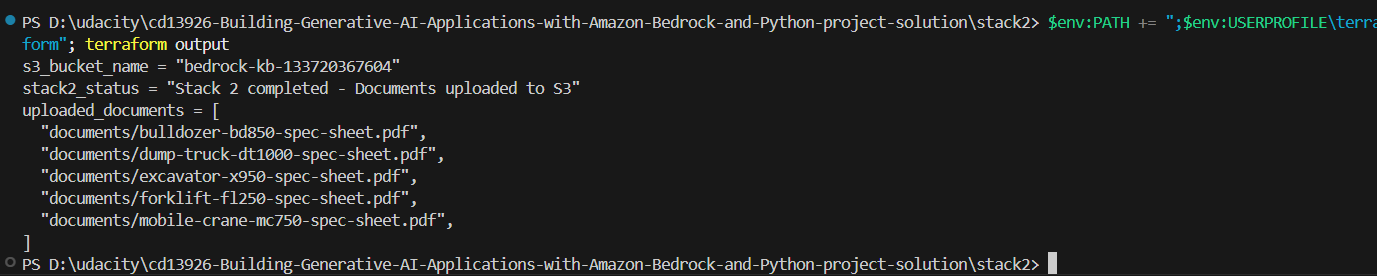 PS D:\udacity\cd13926-Building-Generative-AI-Applications-with-Amazon-Bedrock-and-Python-project-solution\stack2> $env:PATH += ";$env:USERPROFILE\terra
form"; terraform output
s3_bucket_name = "bedrock-kb-133720367604"
stack2_status = "Stack 2 completed - Documents uploaded to S3"
uploaded_documents = [
  "documents/bulldozer-bd850-spec-sheet.pdf",
  "documents/dump-truck-dt1000-spec-sheet.pdf",
  "documents/excavator-x950-spec-sheet.pdf",
  "documents/forklift-fl250-spec-sheet.pdf",
  "documents/mobile-crane-mc750-spec-sheet.pdf",
]
PS D:\udacity\cd13926-Building-Generative-AI-Applications-with-Amazon-Bedrock-and-Python-project-solution\stack2>